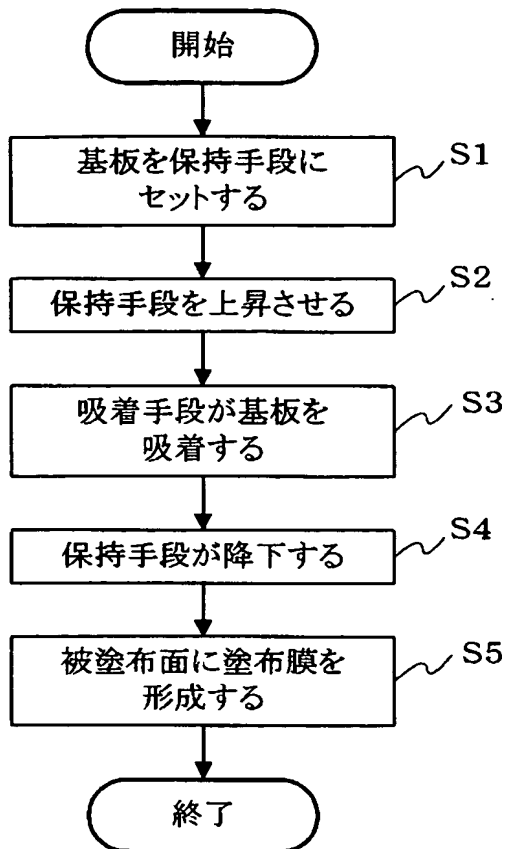 開始
基板を保持手段に
セットする
S1
保持手段を上昇させる
S2
吸着手段が基板を
吸着する
S3
保持手段が降下する
S4
被塗布面に塗布膜を
形成する
S5
終了